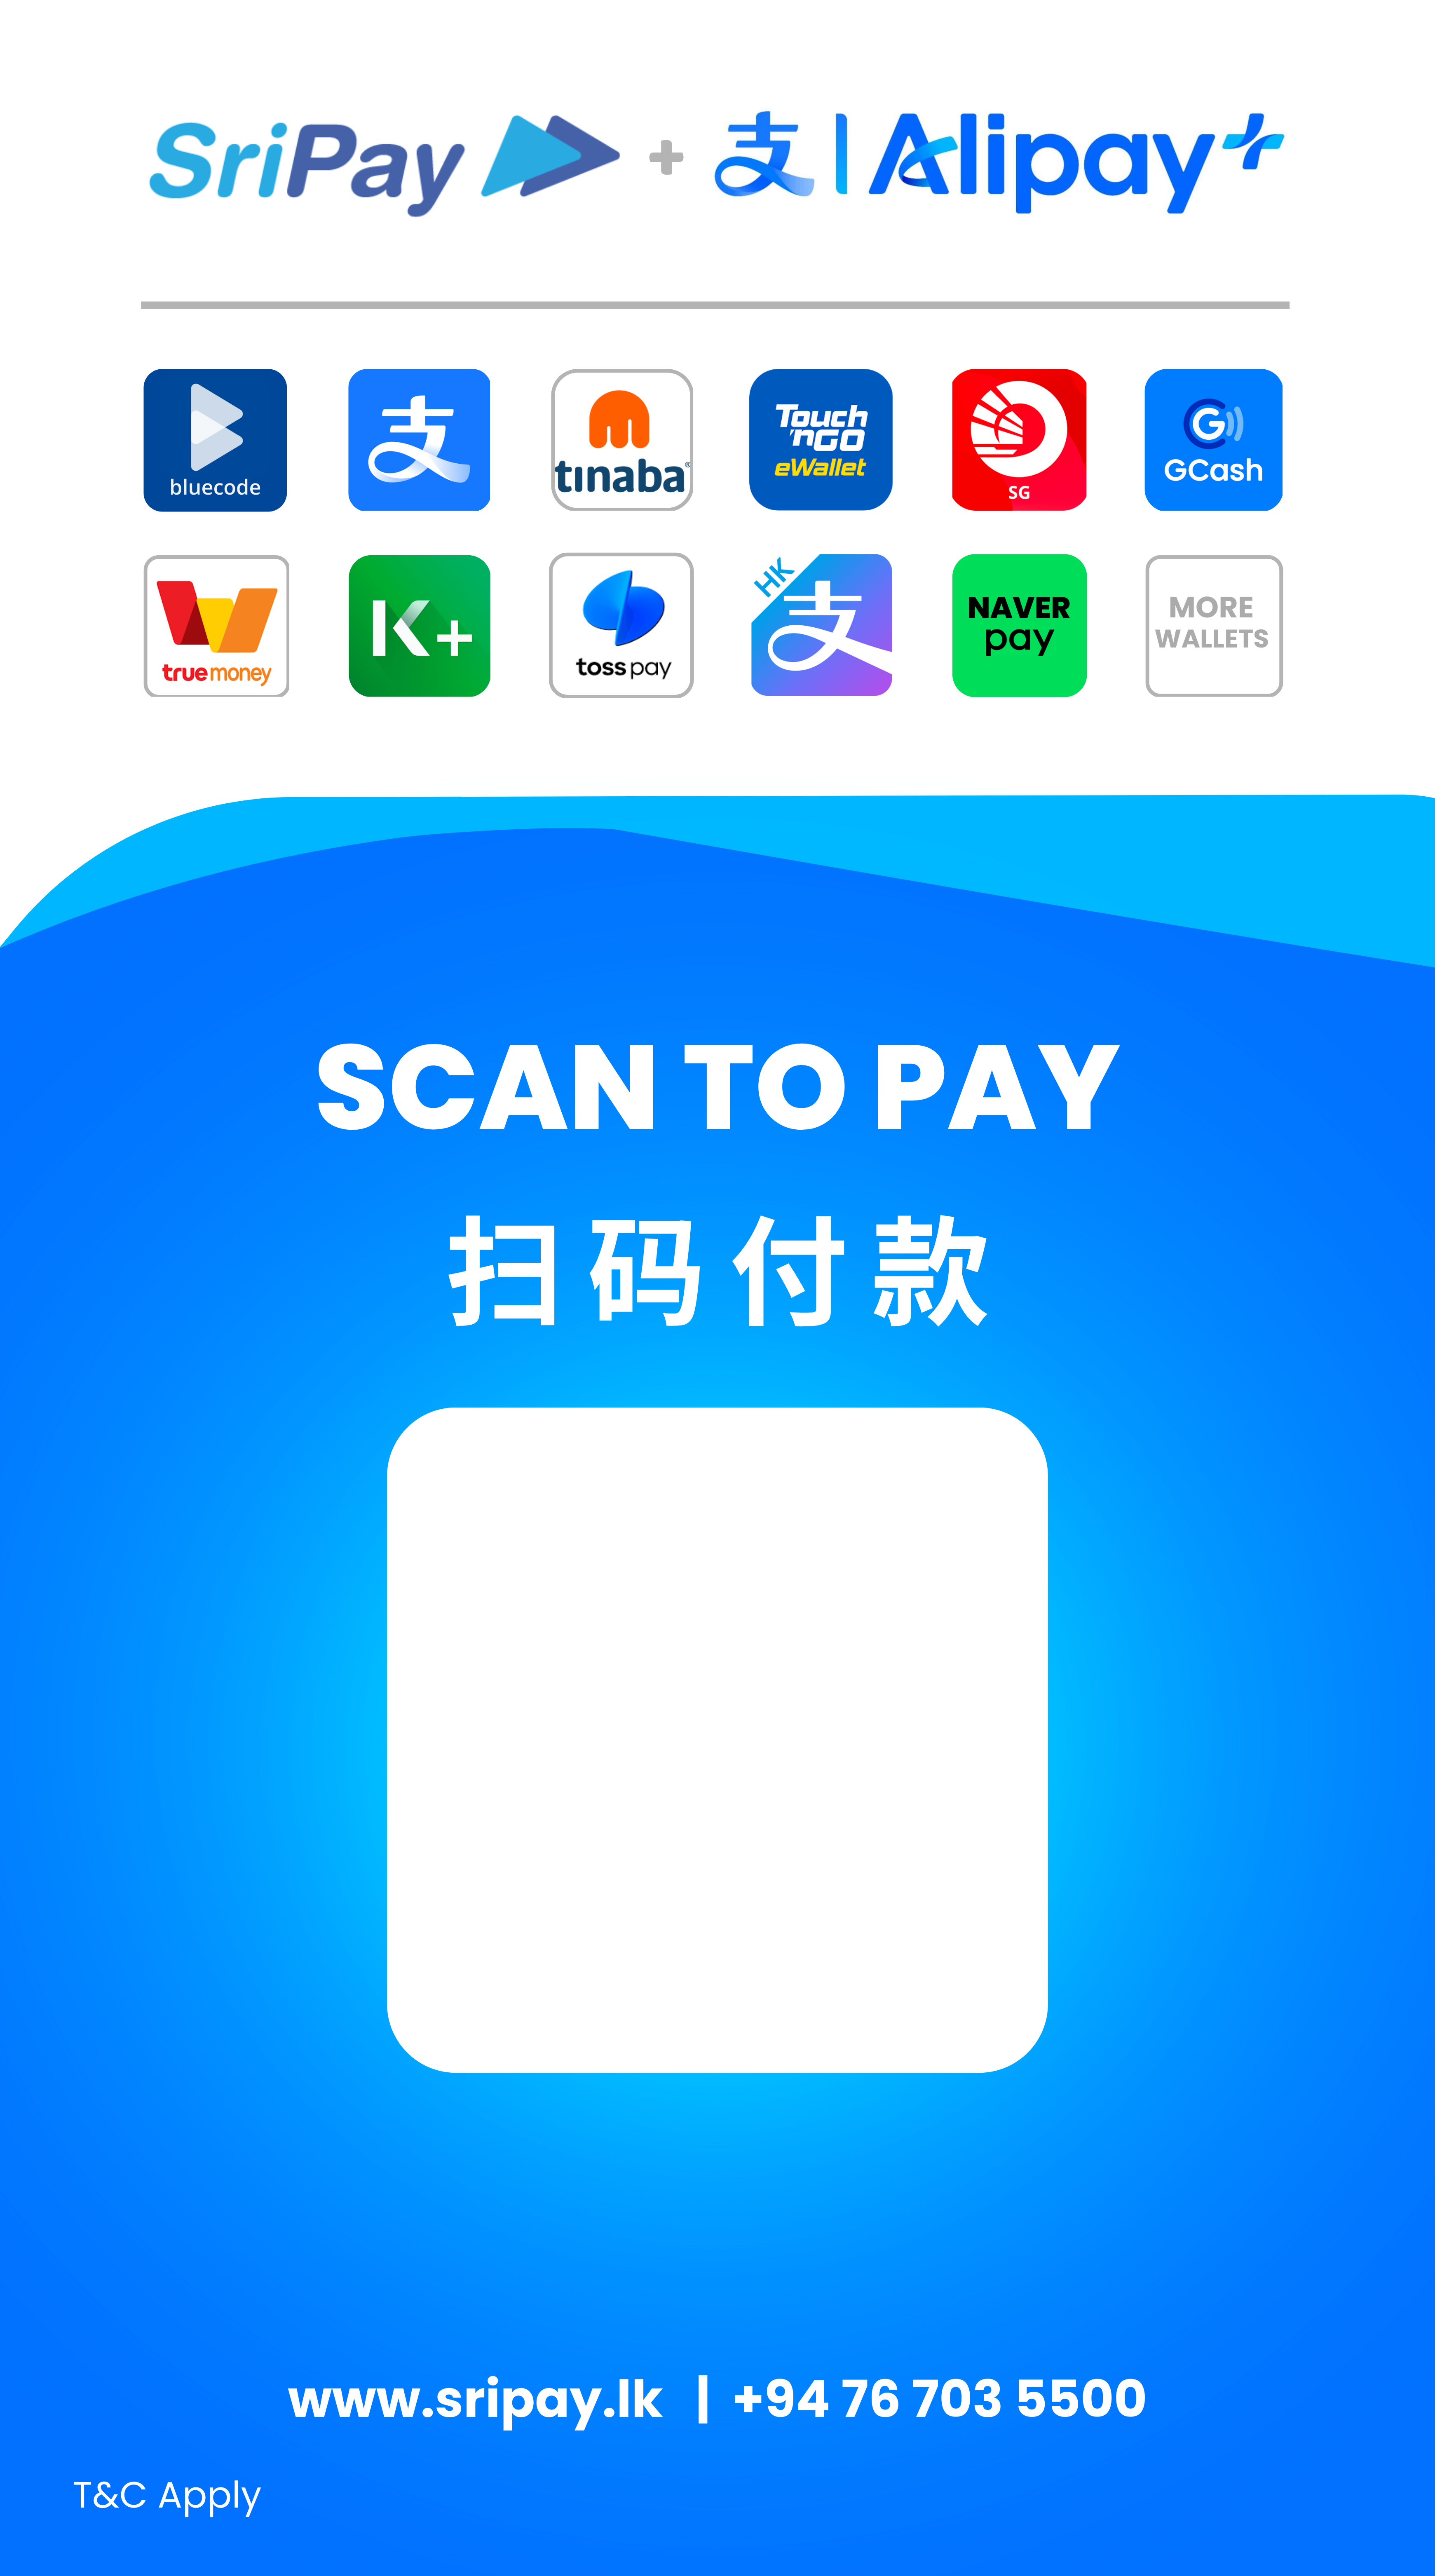 SriPay + 支 | Alipay+
bluecode
支
tinaba®
Touch 'nGO eWallet
SG
GCash
truemoney
K+
toss pay
HK 支
NAVER pay
MORE WALLETS
SCAN TO PAY
扫码付款
www.sripay.lk | +94 76 703 5500
T&C Apply